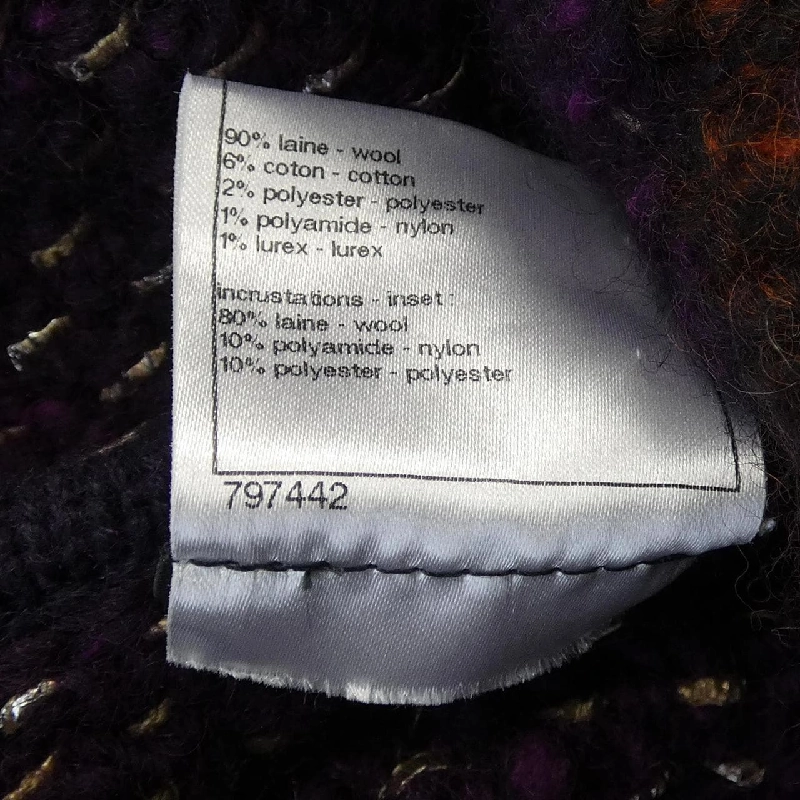 90% laine - wool
6% coton - cotton
2% polyester - polyester
1% polyamide - nylon
1% lurex - lurex
incrustations - inset :
80% laine - wool
10% polyamide - nylon
10% polyester - polyester
797442